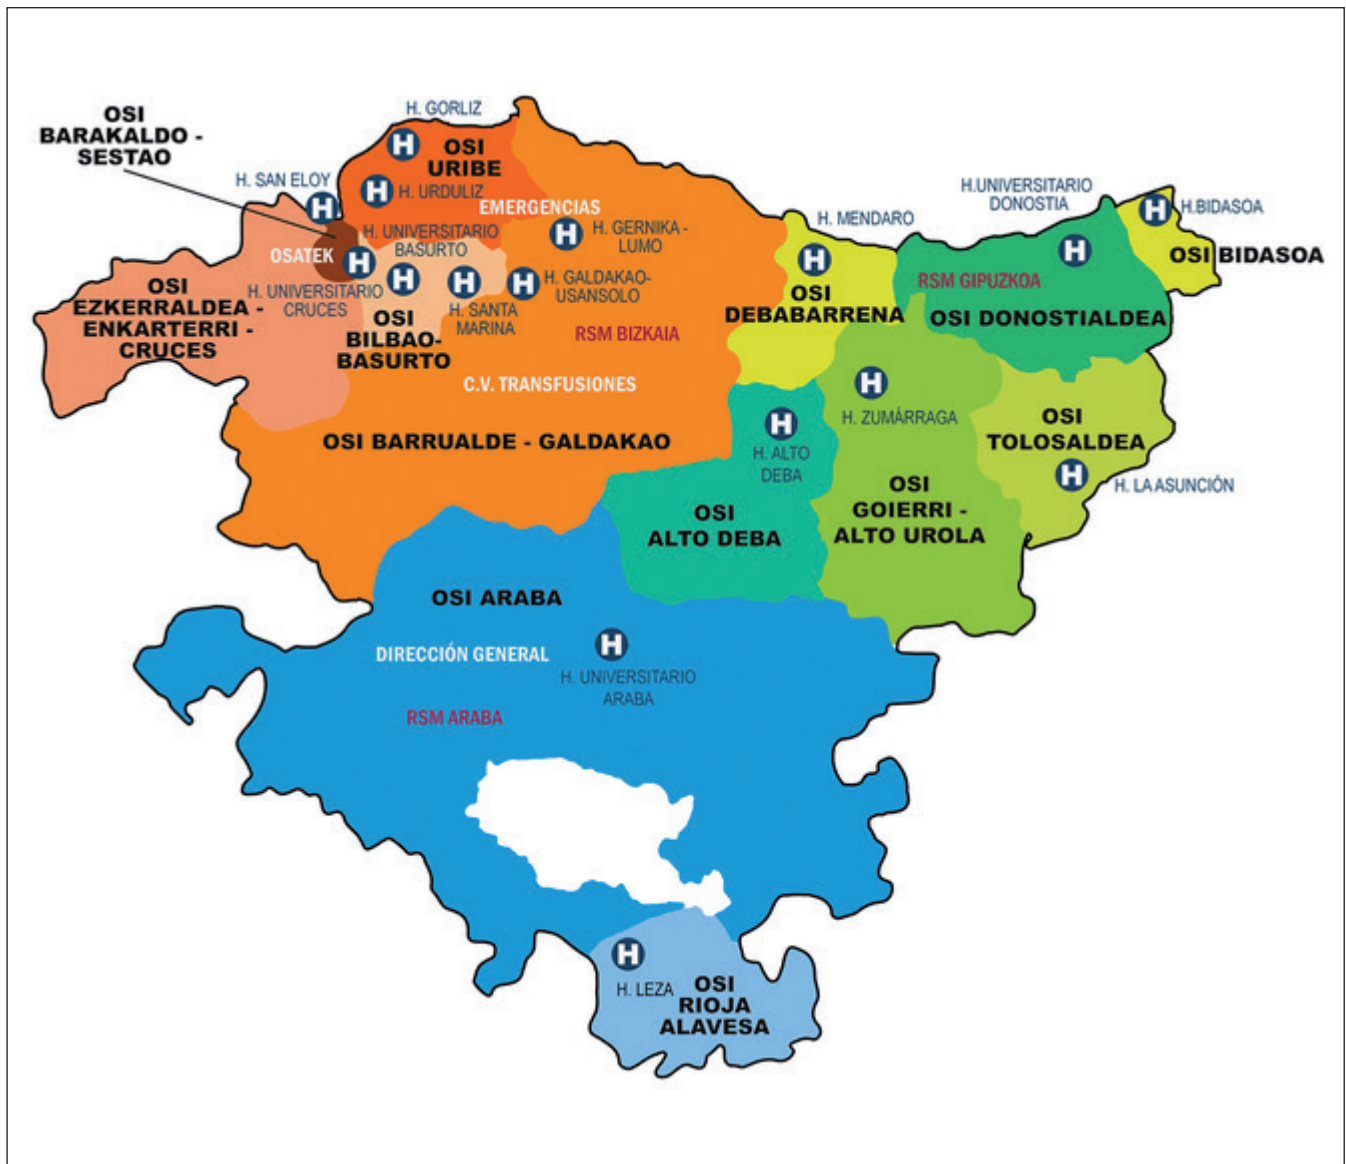 H. GORLIZ
OSI
BARAKALDO -
SESTAO
OSI
URIBE
H. SAN ELOY
H. URDULIZ
EMERGENCIAS
H. UNIVERSITARIO
BASURTO
H. GERNIKA -
LUMO
OSATEK
H. UNIVERSITARIO
CRUCES
H. SANTA
MARINA
H. GALDAKAO-
USANSOLO
OSI
EZKERRALDEA -
ENKARTERRI -
CRUCES
OSI
BILBAO-
BASURTO
RSM BIZKAIA
C.V. TRANSFUSIONES
OSI BARRUALDE - GALDAKAO
H. MENDARO
OSI
DEBABARRENA
H.UNIVERSITARIO
DONOSTIA
H.BIDASOA
OSI BIDASOA
RSM GIPUZKOA
OSI DONOSTIALDEA
H. ZUMÁRRAGA
OSI
TOLOSALDEA
H. LA ASUNCIÓN
H. ALTO
DEBA
OSI
ALTO DEBA
OSI
GOIERRI -
ALTO UROLA
OSI ARABA
DIRECCIÓN GENERAL
H. UNIVERSITARIO
ARABA
RSM ARABA
H. LEZA
OSI
RIOJA
ALAVESA